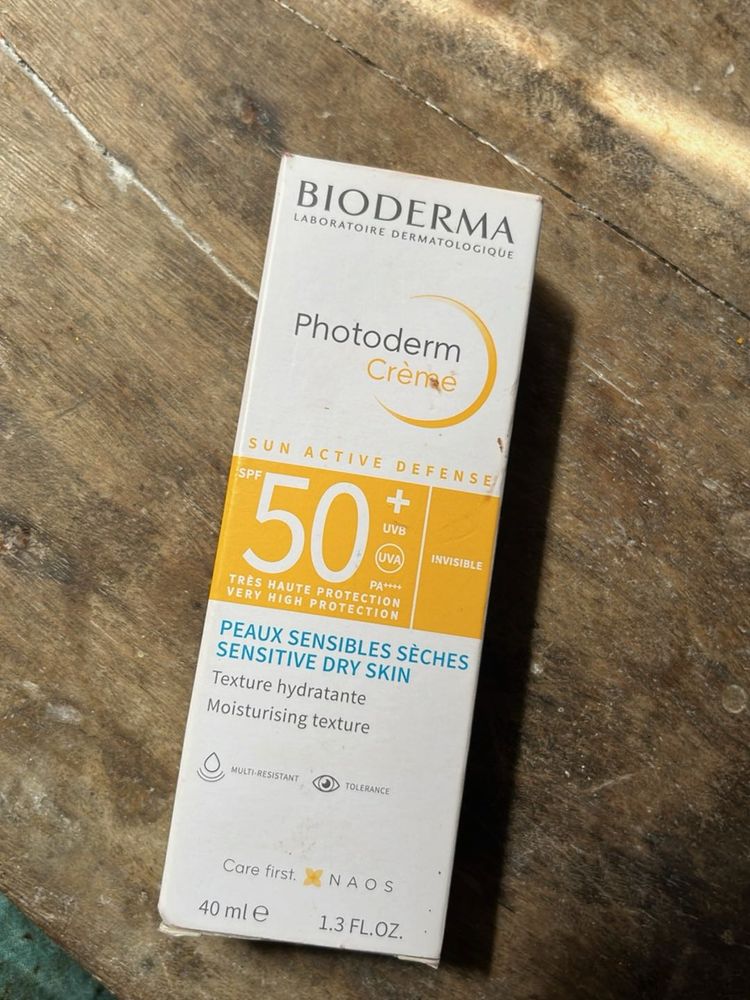 BIODERMA
LABORATOIRE DERMATOLOGIQUE
Photoderm
Crème
SUN ACTIVE DEFENSE
SPF
50+
UVB
UVA
PA++++
INVISIBLE
TRÈS HAUTE PROTECTION
VERY HIGH PROTECTION
PEAUX SENSIBLES SÈCHES
SENSITIVE DRY SKIN
Texture hydratante
Moisturising texture
MULTI-RESISTANT
TOLERANCE
Care first. NAOS
40 ml ℮ 1.3 FL.OZ.